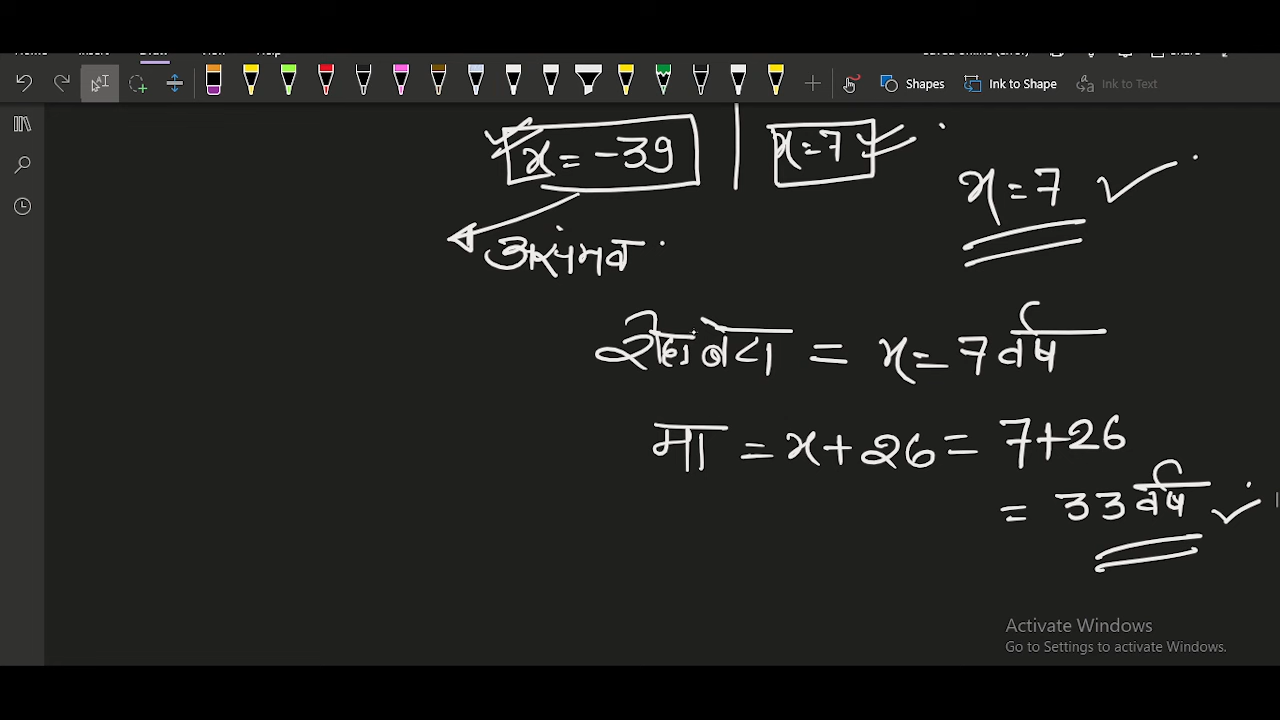 Shapes Ink to Shape Ink to Text
x = -39 x=7
x=7
असंभव
= x= 7 वर्ष
मा = x+26 = 7+26
= 33 वर्ष
Activate Windows
Go to Settings to activate Windows.